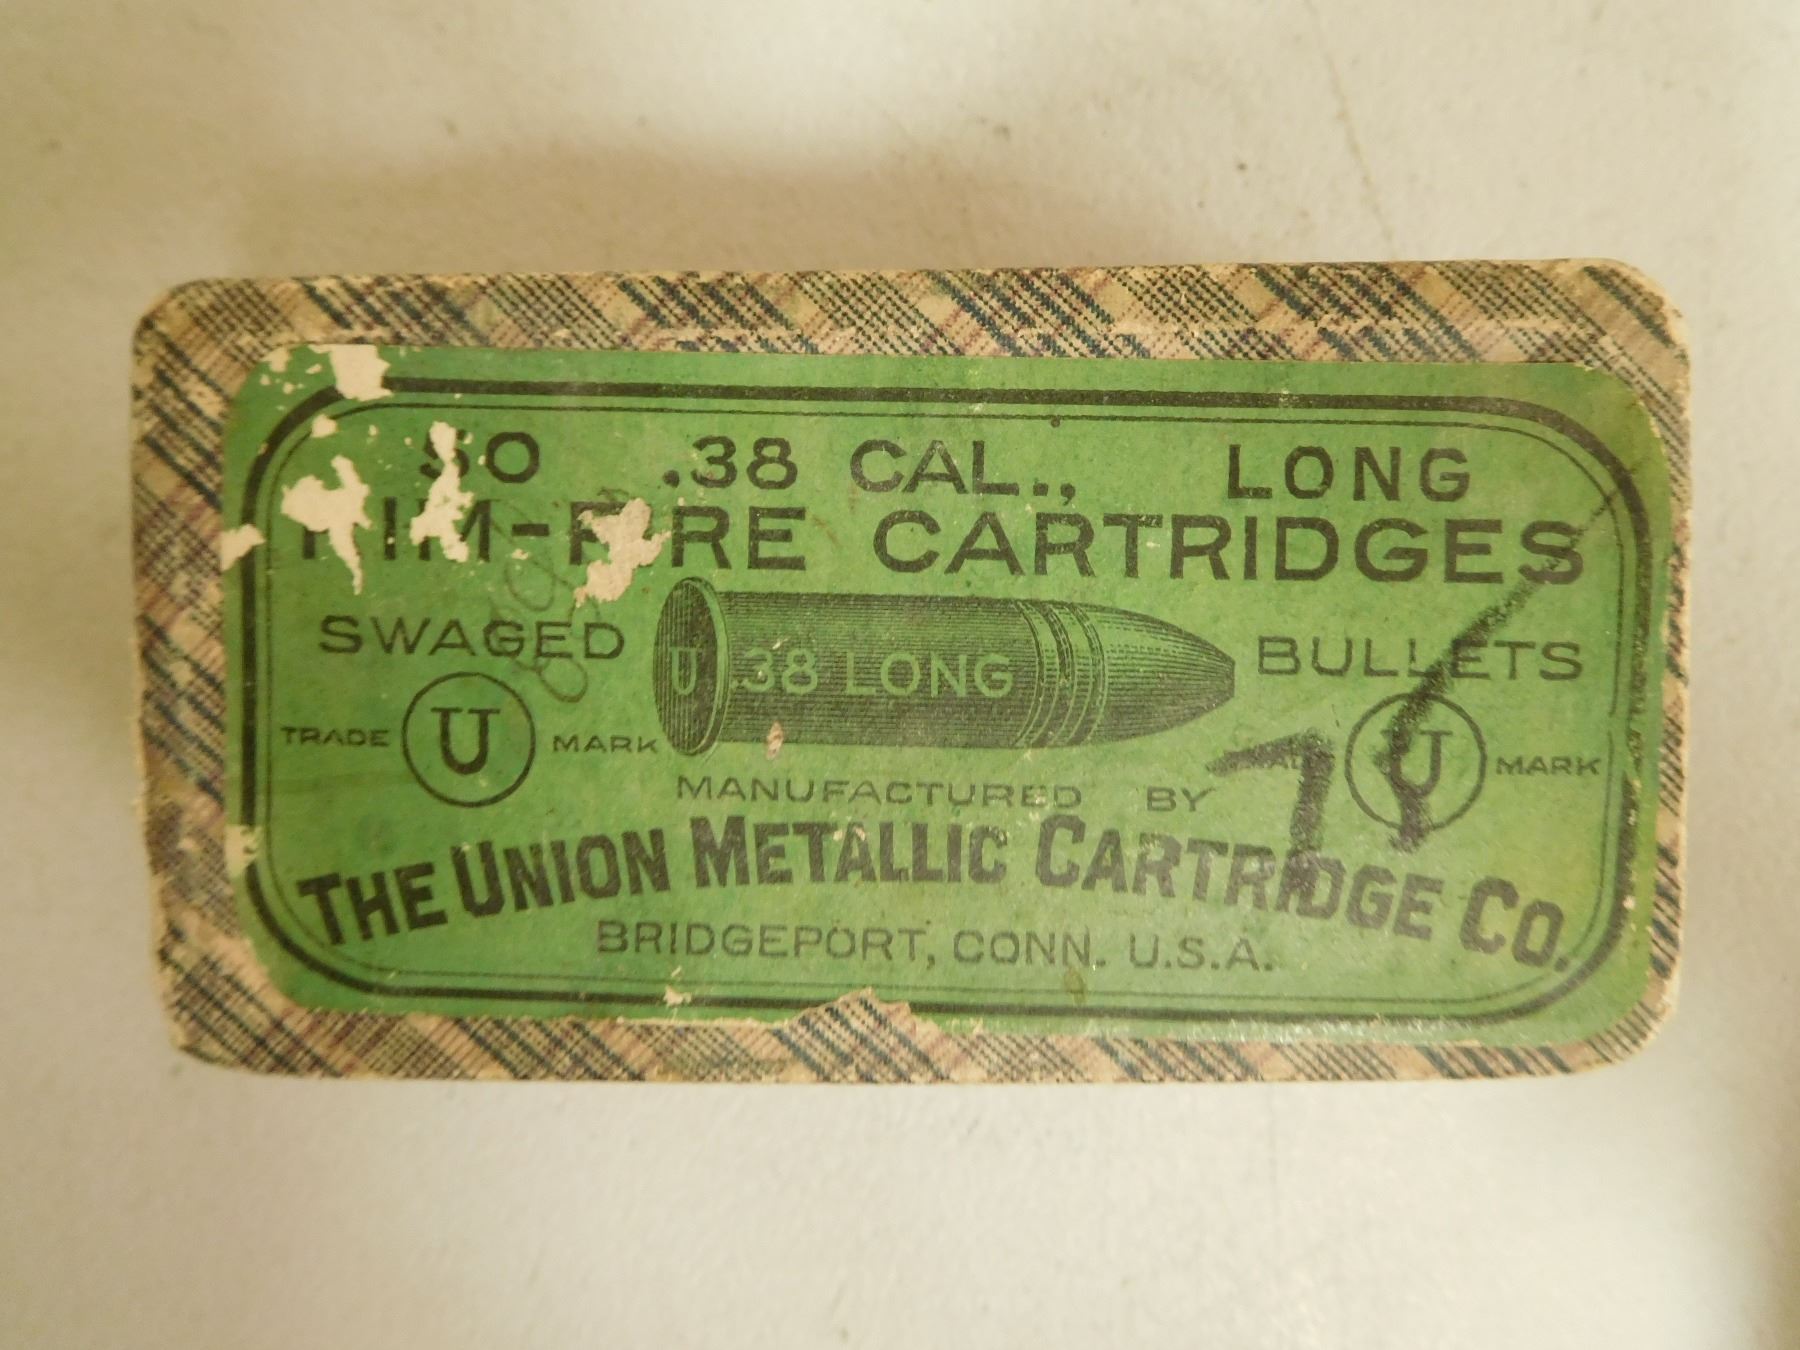 50 .38 CAL., LONG
RIM-FIRE CARTRIDGES
SWAGED BULLETS
U .38 LONG
TRADE U MARK
U MARK
MANUFACTURED BY
THE UNION METALLIC CARTRIDGE CO.
BRIDGEPORT, CONN. U.S.A.